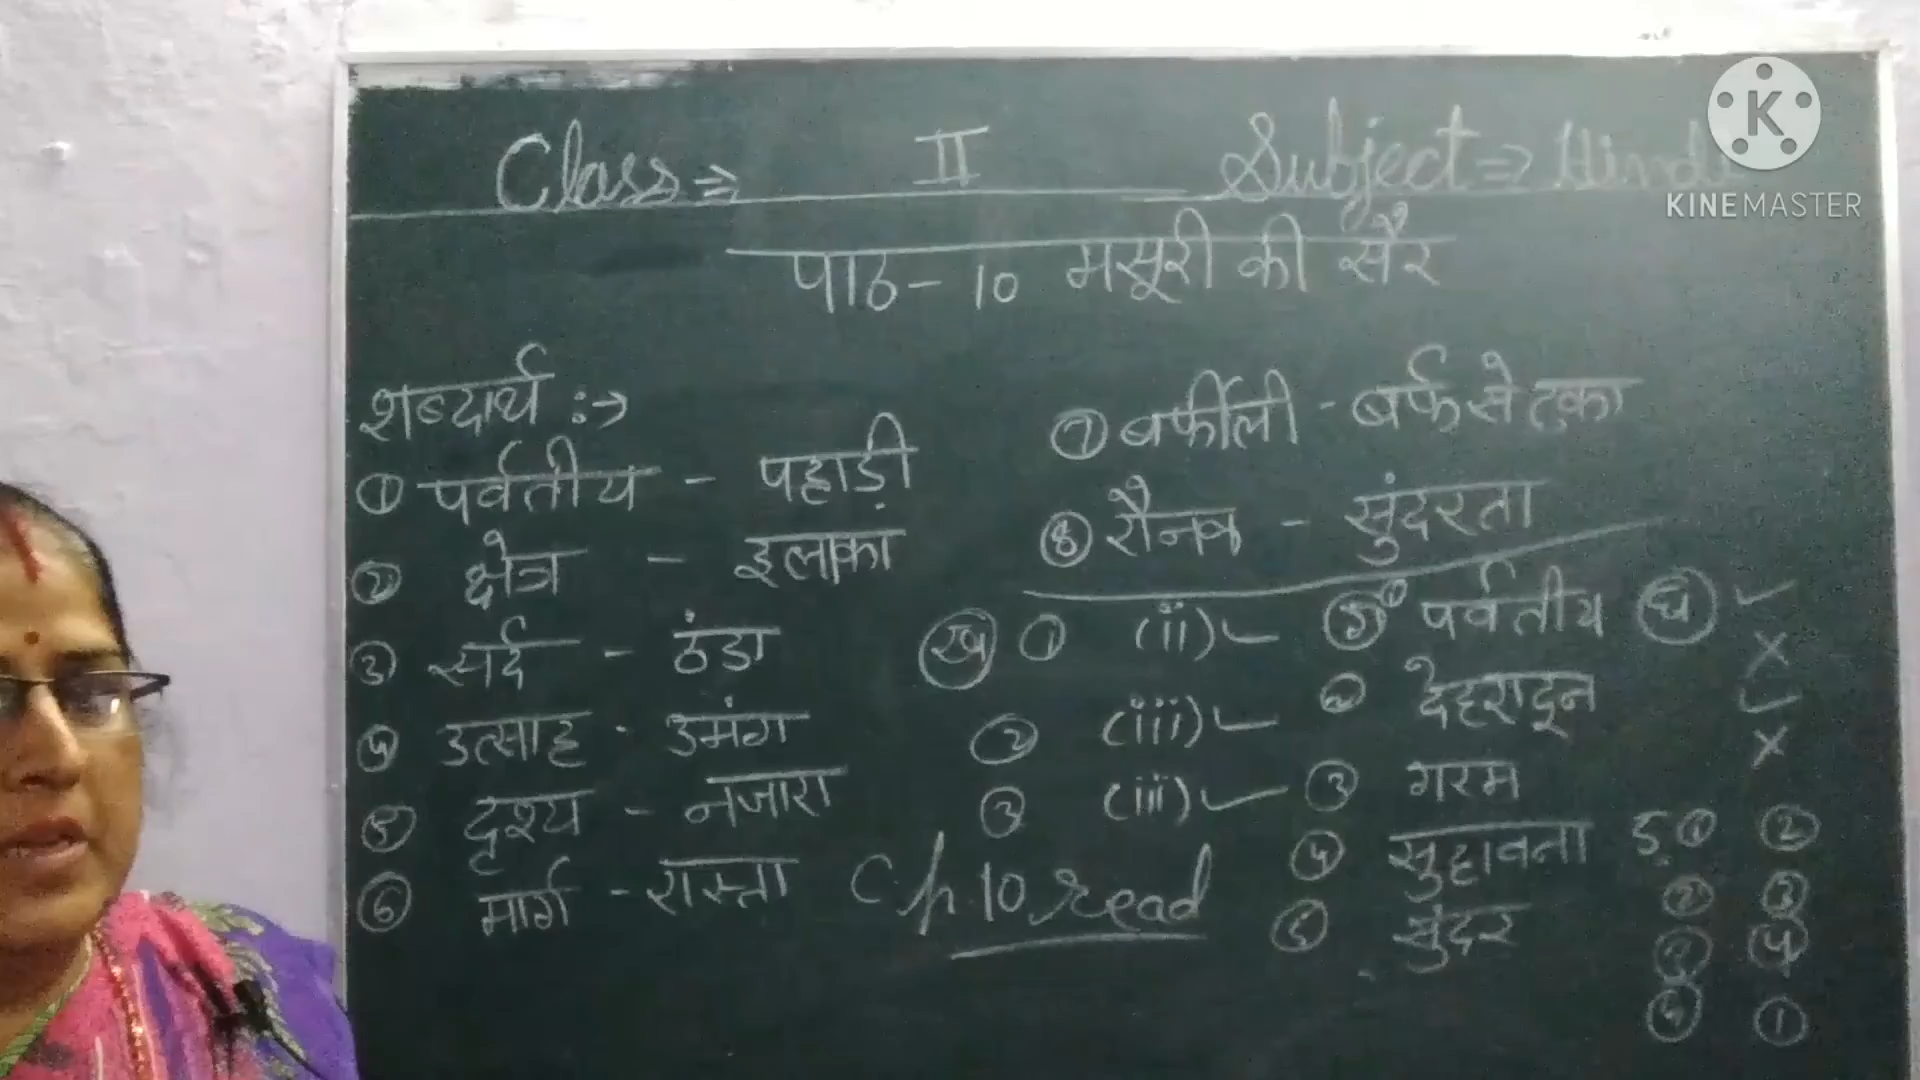 Class ⇒ II Subject ⇒ Hindi
पाठ - 10 मसूरी की सैर
शब्दार्थ :→
① पर्वतीय - पहाड़ी
② क्षेत्र - इलाका
③ सर्द - ठंडा
④ उत्साह - उमंग
⑤ दृश्य - नजारा
⑥ मार्ग - रास्ता
⑦ बर्फीली - बर्फ से ढका
⑧ रौनक - सुंदरता
ख ① (ii) ✓
② (iii) ✓
③ (iii) ✓
Ch. 10 read
ग ① पर्वतीय
② देहरादून
③ गरम
④ सुहावना
⑤ सुंदर
घ ✓
×
✓
×
5. ① ②
② ③
③ ④
④ ①
KINEMASTER